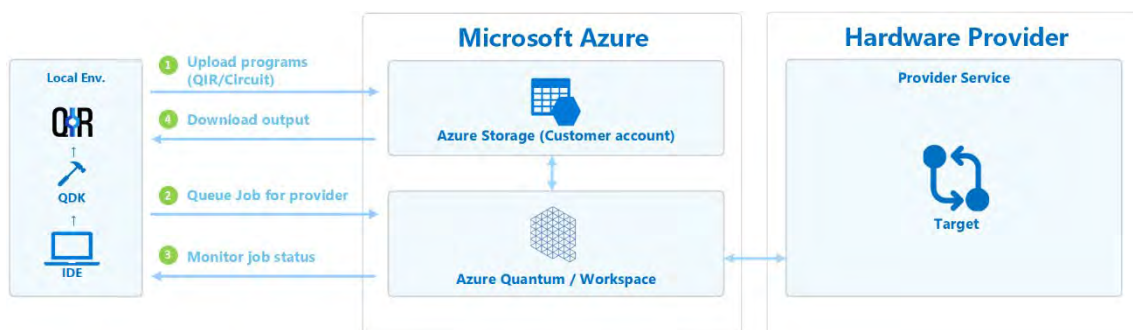 Microsoft Azure
Hardware Provider
Local Env.
QIR
QDK
IDE
1 Upload programs
(QIR/Circuit)
4 Download output
2 Queue Job for provider
3 Monitor job status
Azure Storage (Customer account)
Azure Quantum / Workspace
Provider Service
Target